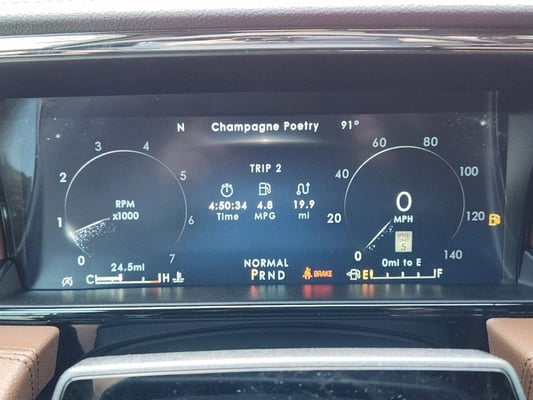 N Champagne Poetry 91°
TRIP 2
4:50:34 4.8 19.9
Time MPG mi
0 1 2 3 4 5 6 7
RPM
x1000
0 20 40 60 80 100 120 140
0
MPH
5
24.5mi
C H
NORMAL
PRND
BRAKE
0mi to E
E F